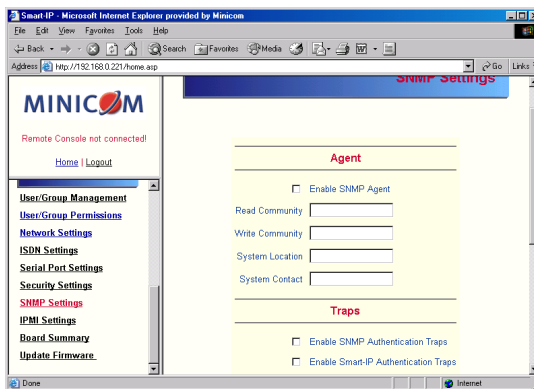 Smart-IP - Microsoft Internet Explorer provided by Minicom
File Edit View Favorites Tools Help
Back Search Favorites Media
Address http://192.168.0.221/home.asp Go Links
SNMP Settings
MINICOM
Remote Console not connected!
Home | Logout
User/Group Management
User/Group Permissions
Network Settings
ISDN Settings
Serial Port Settings
Security Settings
SNMP Settings
IPMI Settings
Board Summary
Update Firmware
Agent
Enable SNMP Agent
Read Community
Write Community
System Location
System Contact
Traps
Enable SNMP Authentication Traps
Enable Smart-IP Authentication Traps
Done Internet